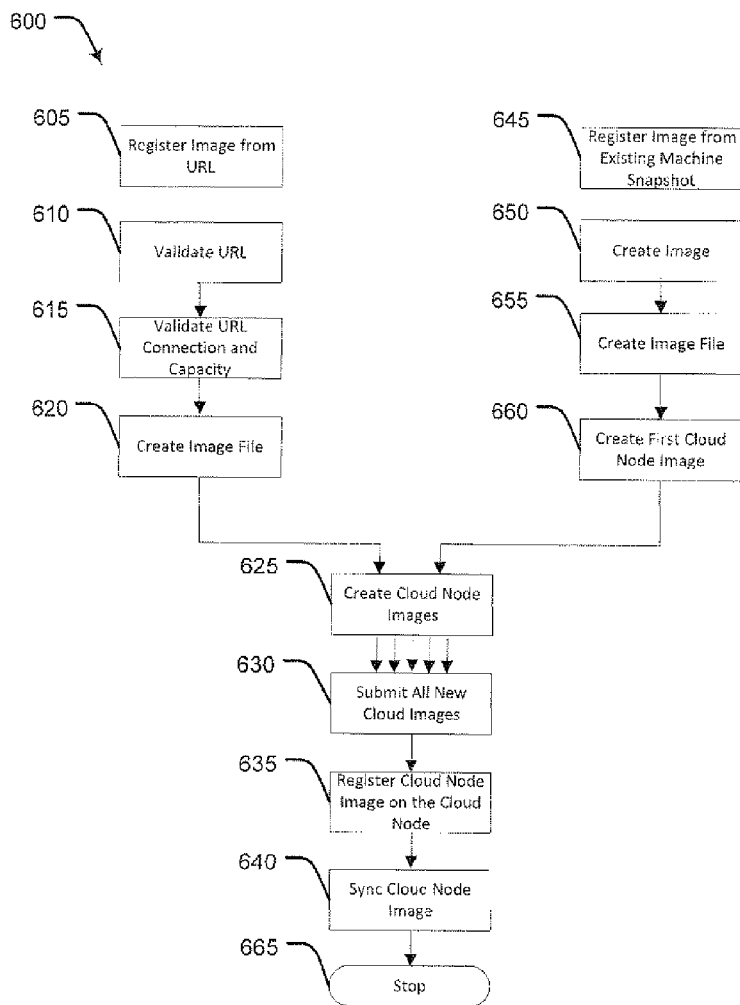 600
605
Register Image from
URL
645
Register Image from
Existing Machine
Snapshot
610
Validate URL
650
Create Image
615
Validate URL
Connection and
Capacity
655
Create Image File
620
Create Image File
660
Create First Cloud
Node Image
625
Create Cloud Node
Images
630
Submit All New
Cloud Images
635
Register Cloud Node
Image on the Cloud
Node
640
Sync Cloud Node
Image
665
Stop